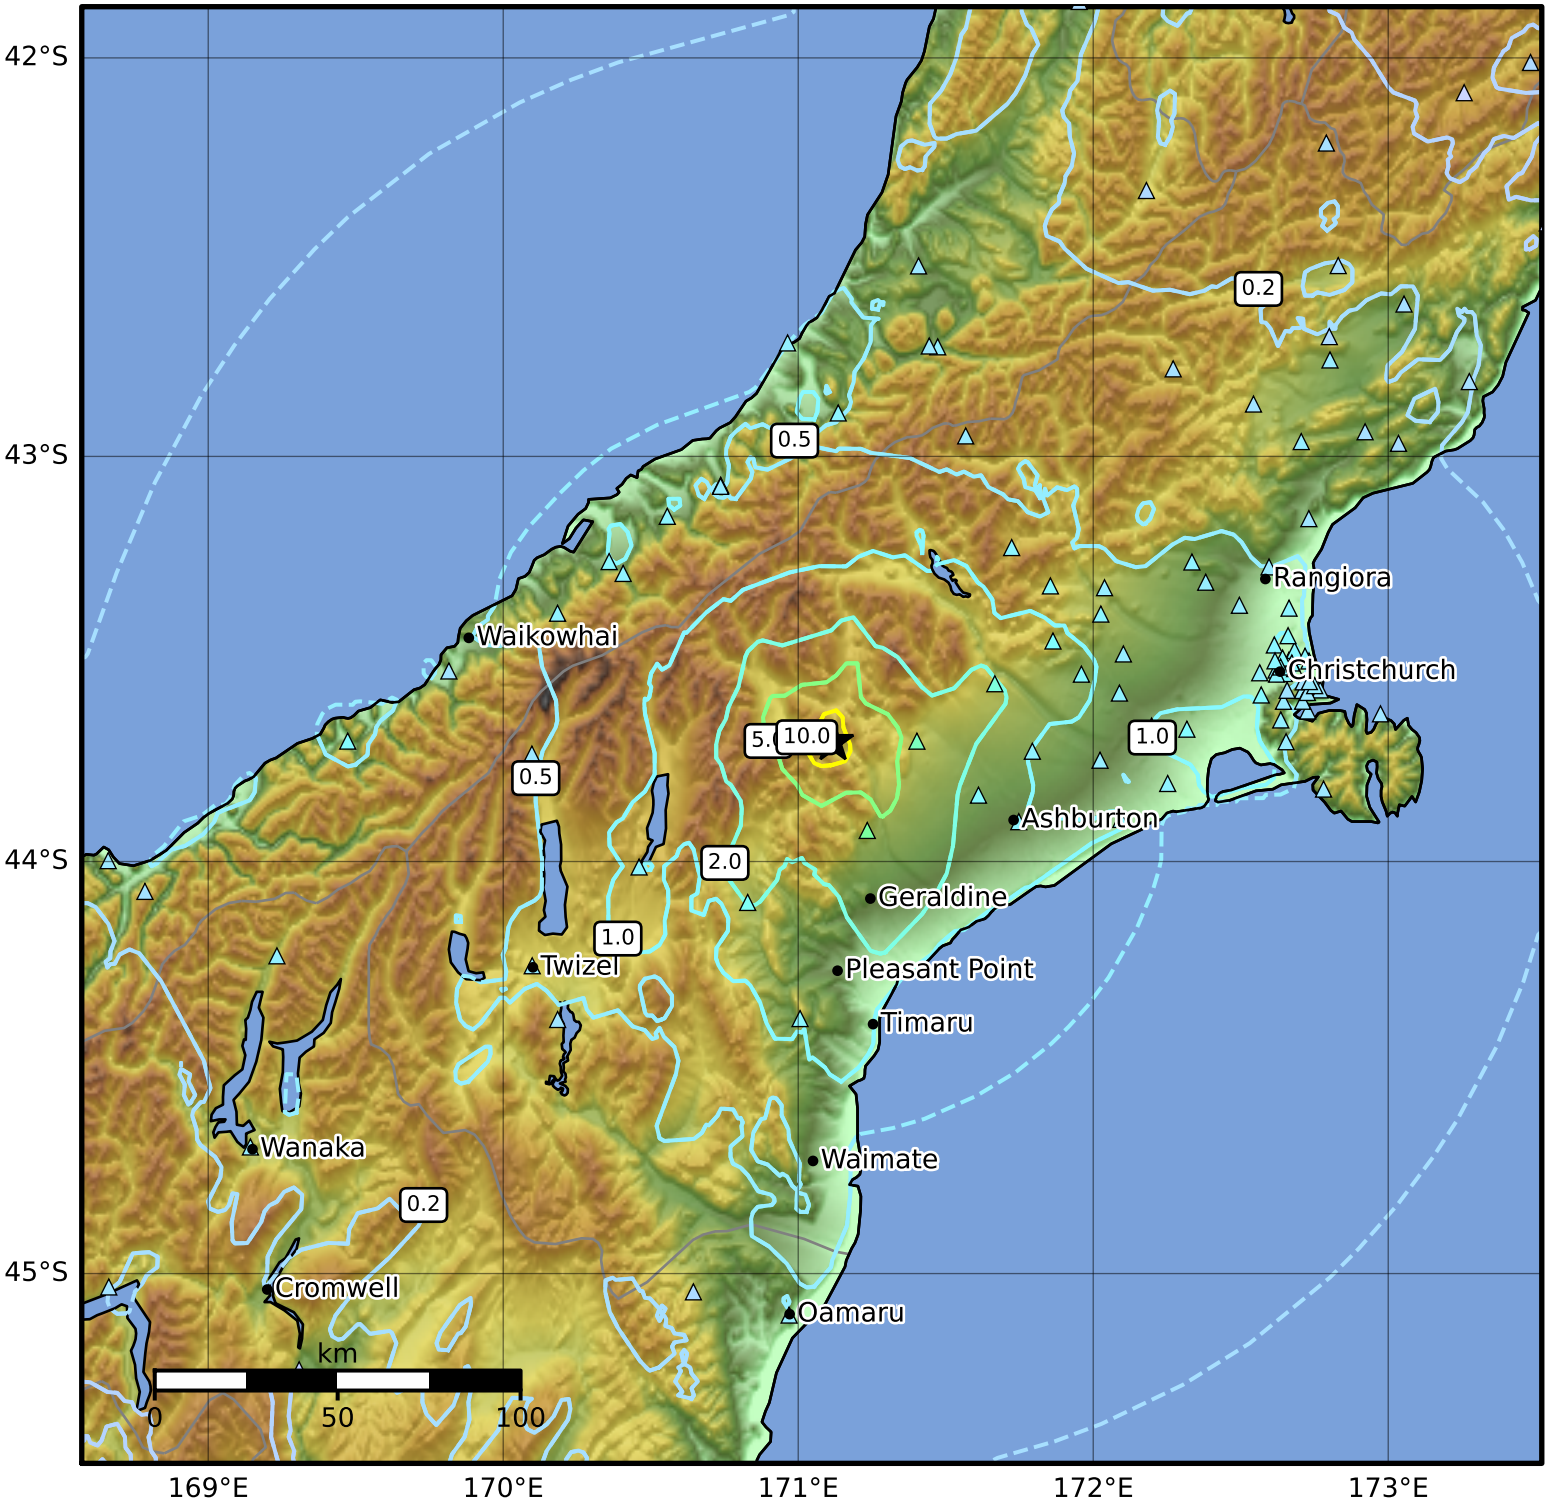 42°S
0.2
0.5
43°S
Rangiora
Waikowhai
Christchurch
5.
10.0
1.0
0.5
Ashburton
44°S
2.0
Geraldine
1.0
Twizel
Pleasant Point
Timaru
Wanaka
Waimate
0.2
45°S
Cromwell
Oamaru
km
0 50 100
169°E 170°E 171°E 172°E 173°E